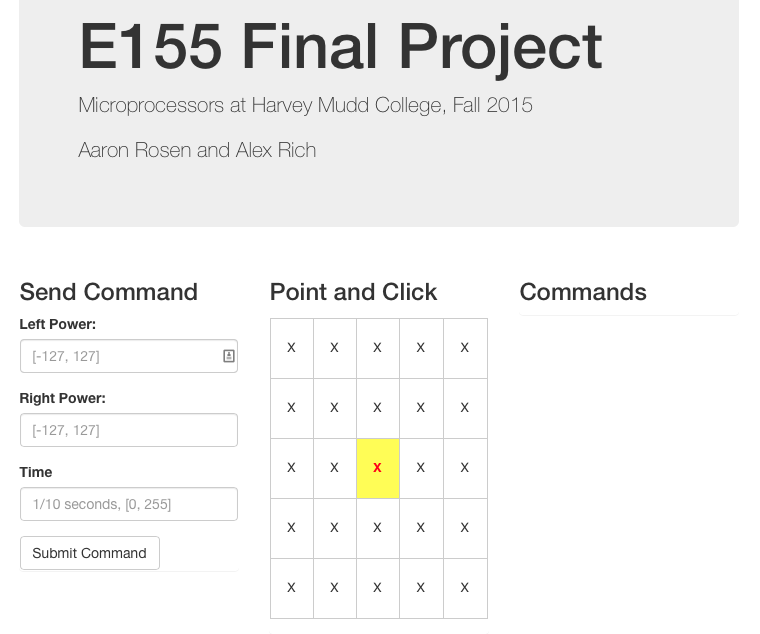 E155 Final Project
Microprocessors at Harvey Mudd College, Fall 2015
Aaron Rosen and Alex Rich
Send Command
Left Power:
[-127, 127]
Right Power:
[-127, 127]
Time
1/10 seconds, [0, 255]
Submit Command
Point and Click
x x x x x
x x x x x
x x x x x
x x x x x
x x x x x
Commands